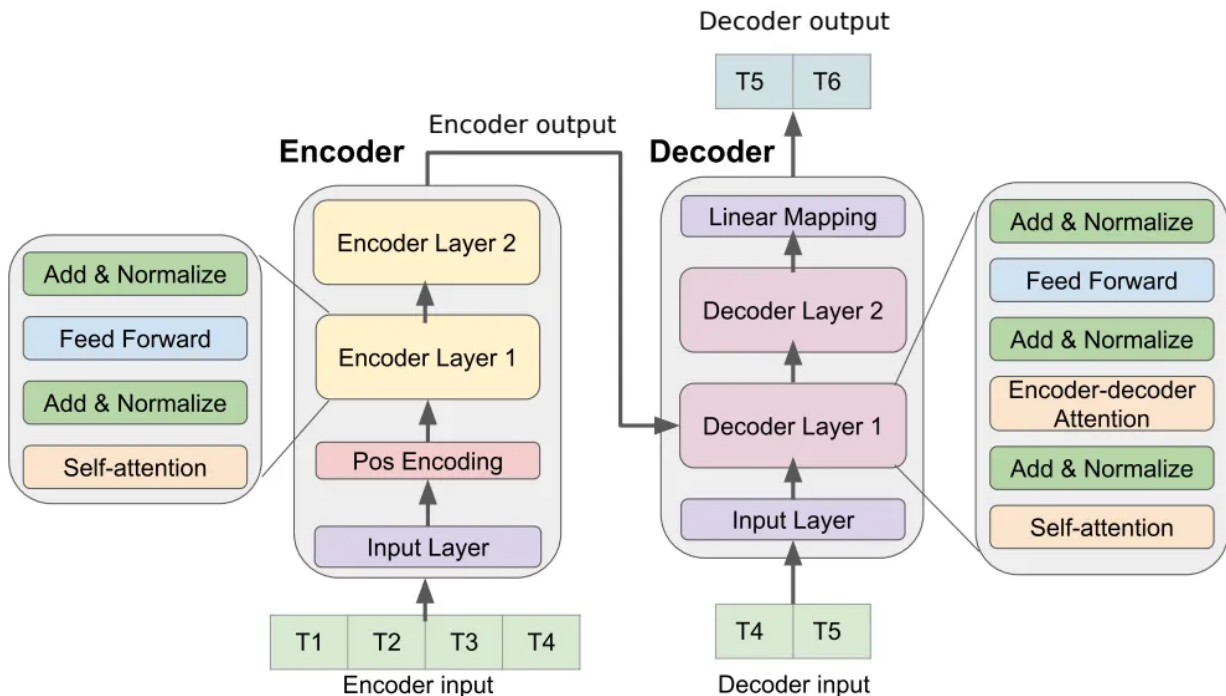 Decoder output
T5 T6
Encoder output
Encoder
Decoder
Encoder Layer 2
Encoder Layer 1
Pos Encoding
Input Layer
T1 T2 T3 T4
Encoder input
Add & Normalize
Feed Forward
Add & Normalize
Self-attention
Linear Mapping
Decoder Layer 2
Decoder Layer 1
Input Layer
T4 T5
Decoder input
Add & Normalize
Feed Forward
Add & Normalize
Encoder-decoder
Attention
Add & Normalize
Self-attention